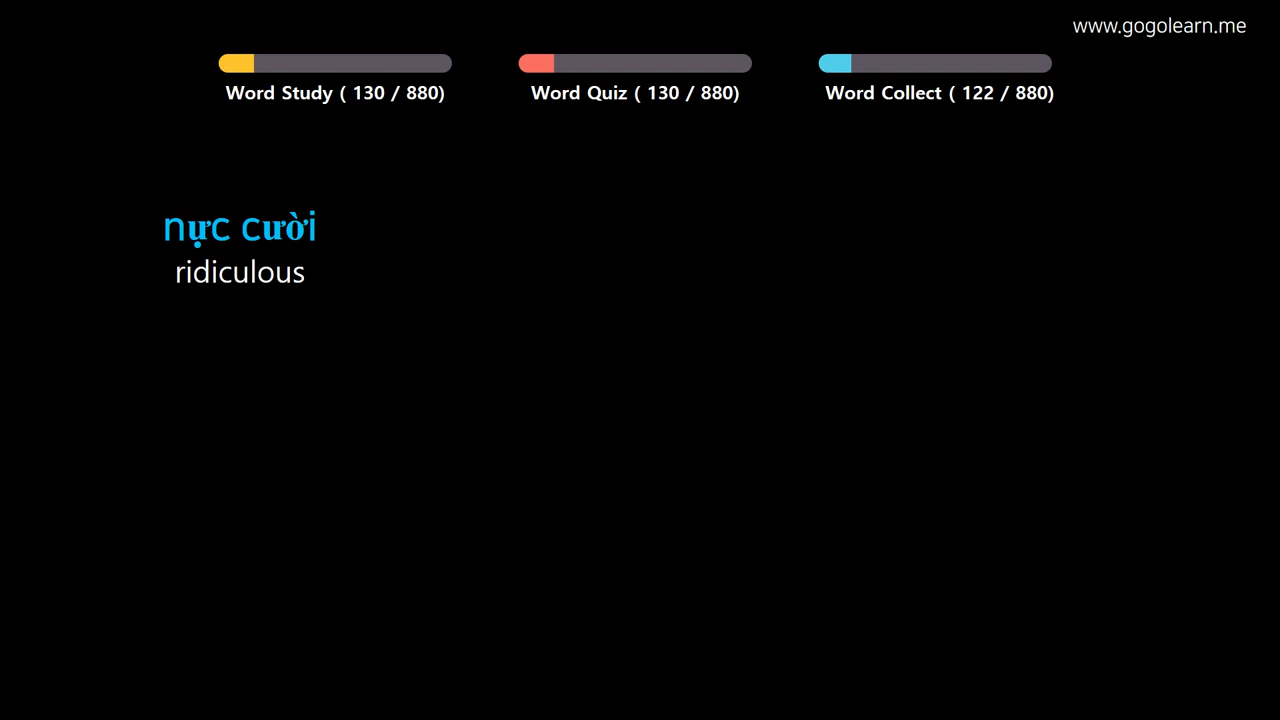 www.gogolearn.me
Word Study ( 130 / 880)
Word Quiz ( 130 / 880)
Word Collect ( 122 / 880)
nực cười
ridiculous